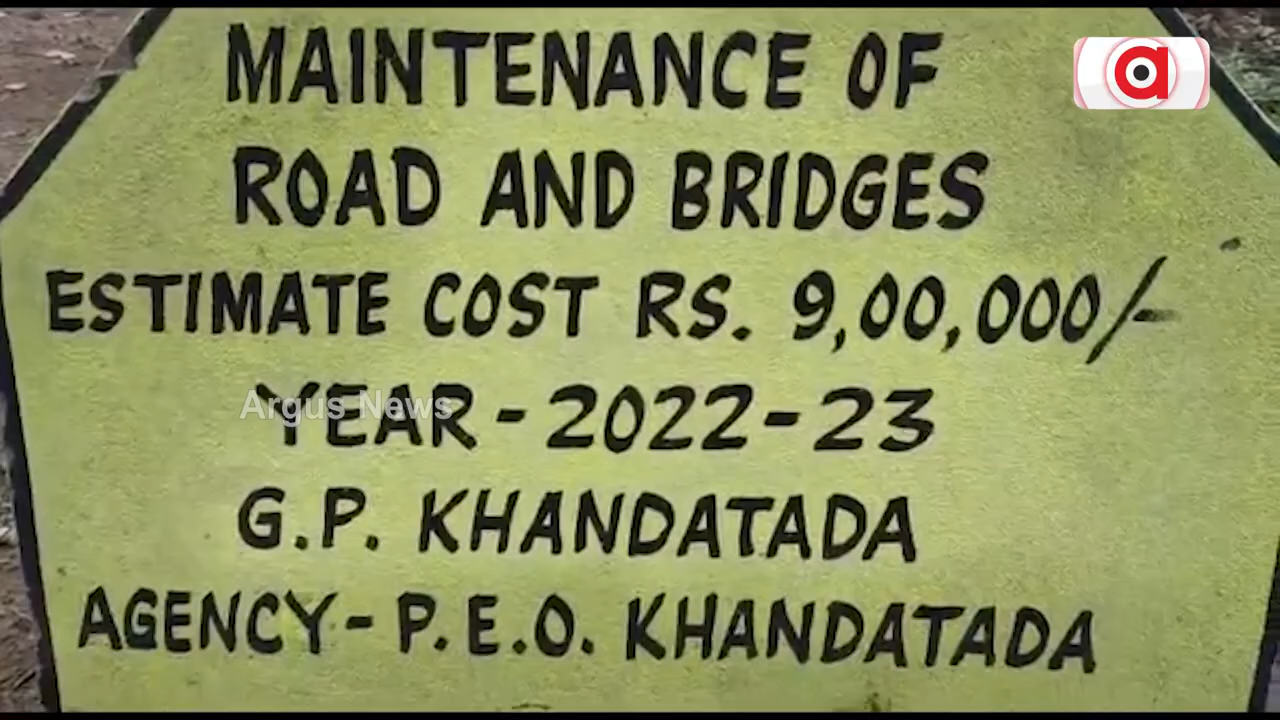 MAINTENANCE OF
ROAD AND BRIDGES
ESTIMATE COST RS. 9,00,000/-
YEAR - 2022-23
Argus News
G.P. KHANDATADA
AGENCY - P.E.O. KHANDATADA
a